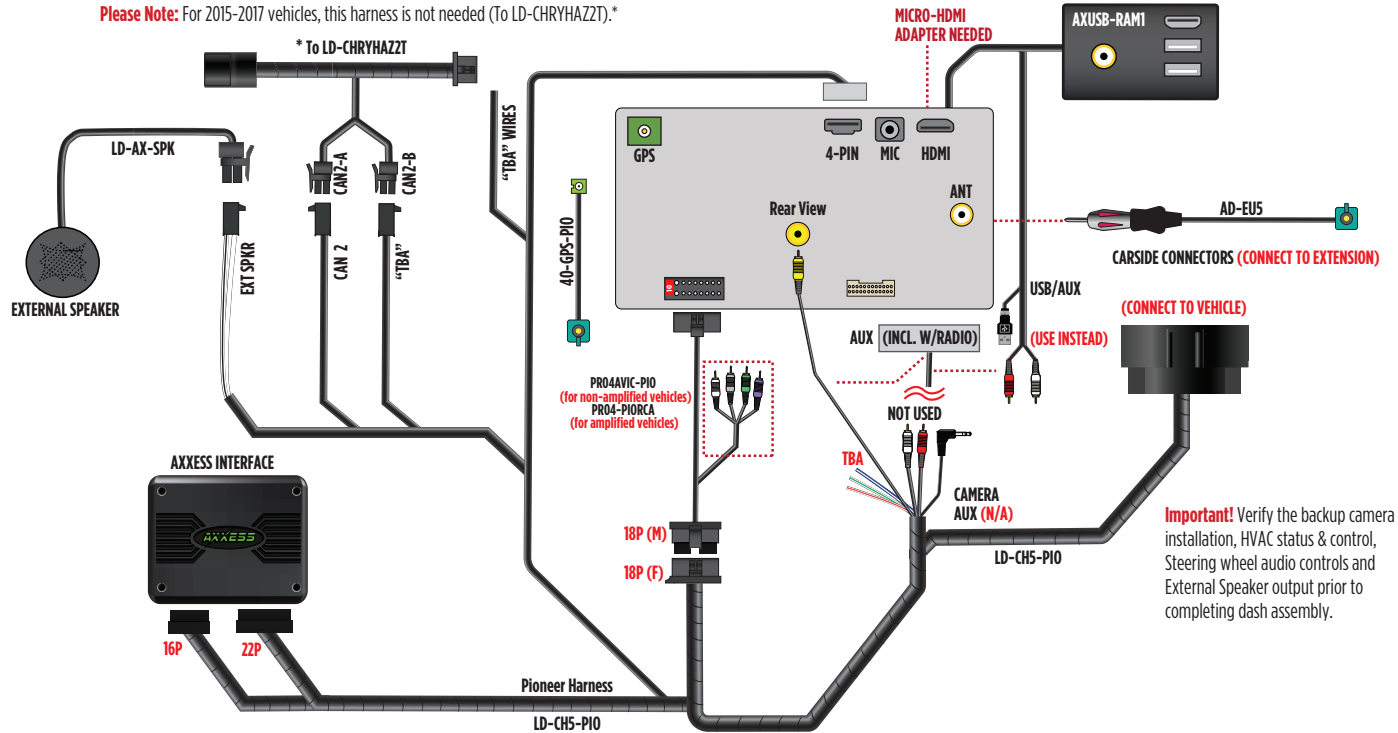 Please Note: For 2015-2017 vehicles, this harness is not needed (To LD-CHRYHAZ2T).*
* To LD-CHRYHAZ2T
MICRO-HDMI
ADAPTER NEEDED
AXUSB-RAM1
LD-AX-SPK
CAN2-A
CAN2-B
"TBA" WIRES
GPS
4-PIN
MIC
HDMI
ANT
Rear View
AD-EU5
CARSIDE CONNECTORS (CONNECT TO EXTENSION)
EXTERNAL SPEAKER
EXT SPKR
CAN 2
"TBA"
40-GPS-PIO
10
USB/AUX
(USE INSTEAD)
(CONNECT TO VEHICLE)
AUX (INCL. W/RADIO)
PRO4AVIC-PIO
(for non-amplified vehicles)
PRO4-PIORCA
(for amplified vehicles)
NOT USED
TBA
CAMERA
AUX (N/A)
AXXESS INTERFACE
AXXESS
18P (M)
18P (F)
LD-CH5-PIO
Important! Verify the backup camera
installation, HVAC status & control,
Steering wheel audio controls and
External Speaker output prior to
completing dash assembly.
16P
22P
Pioneer Harness
LD-CH5-PIO